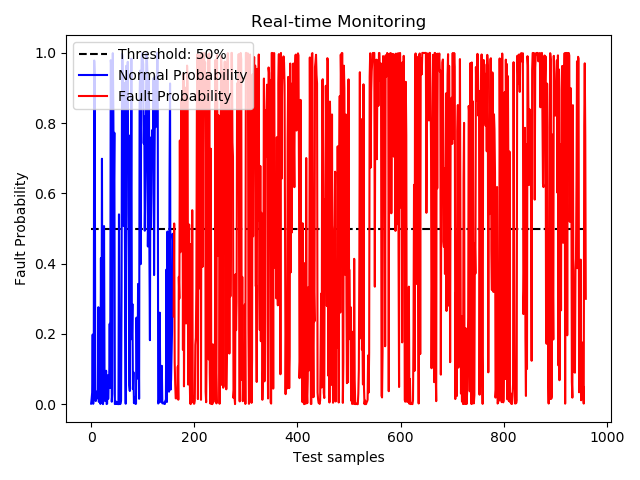 Real-time Monitoring
Threshold: 50%
Normal Probability
Fault Probability
1.0
0.8
0.6
0.4
0.2
0.0
Fault Probability
0 200 400 600 800 1000
Test samples